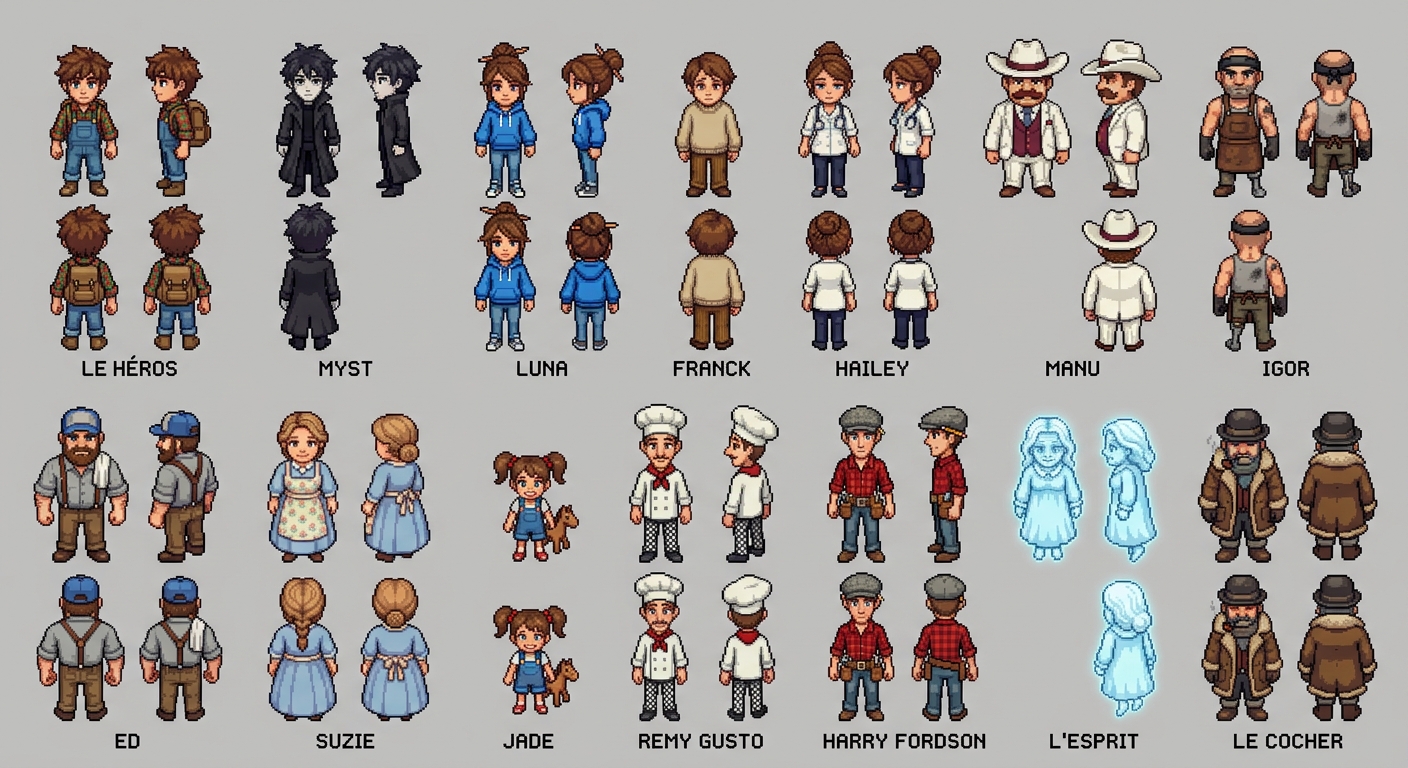 LE HÉROS
MYST
LUNA
FRANCK
HAILEY
MANU
IGOR
ED
SUZIE
JADE
REMY GUSTO
HARRY FORDSON
L'ESPRIT
LE COCHER